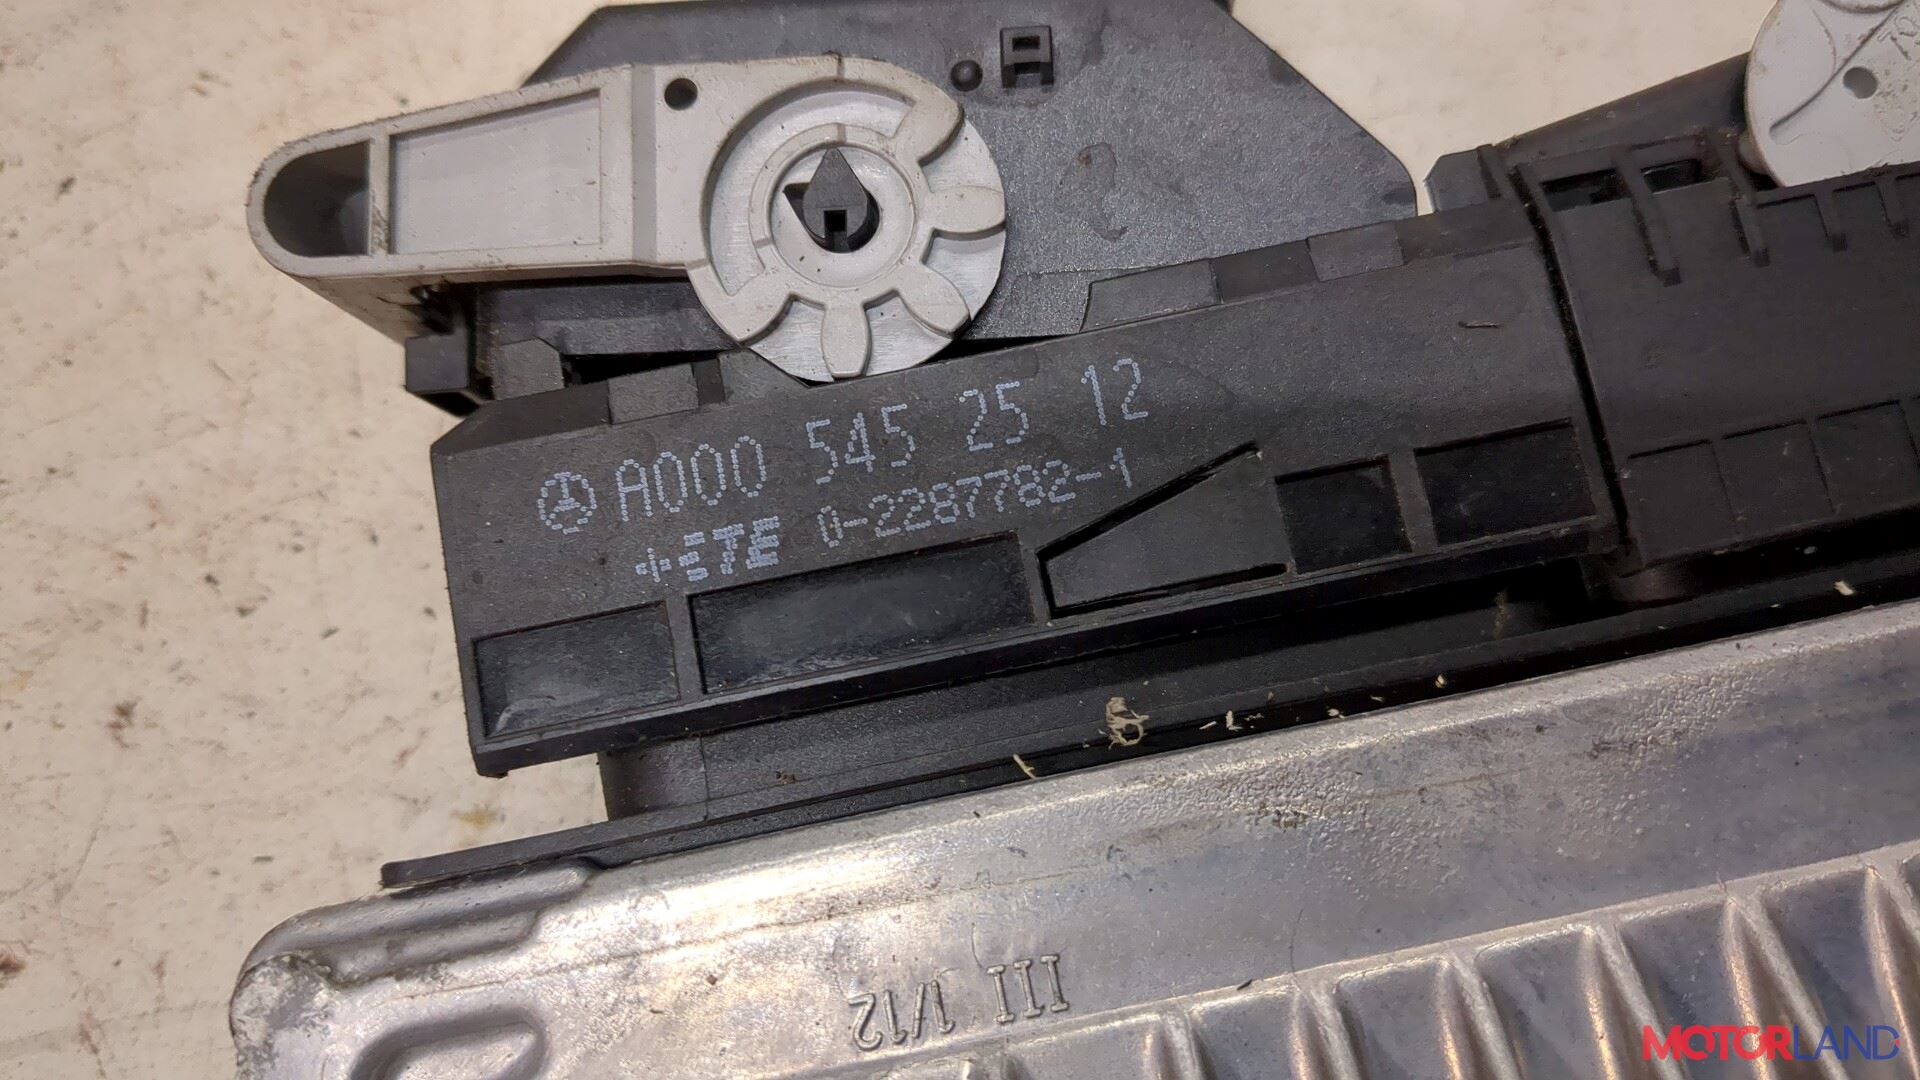 A000 545 25 12
TE 0-2287782-1
III 1/12
MOTORLAND